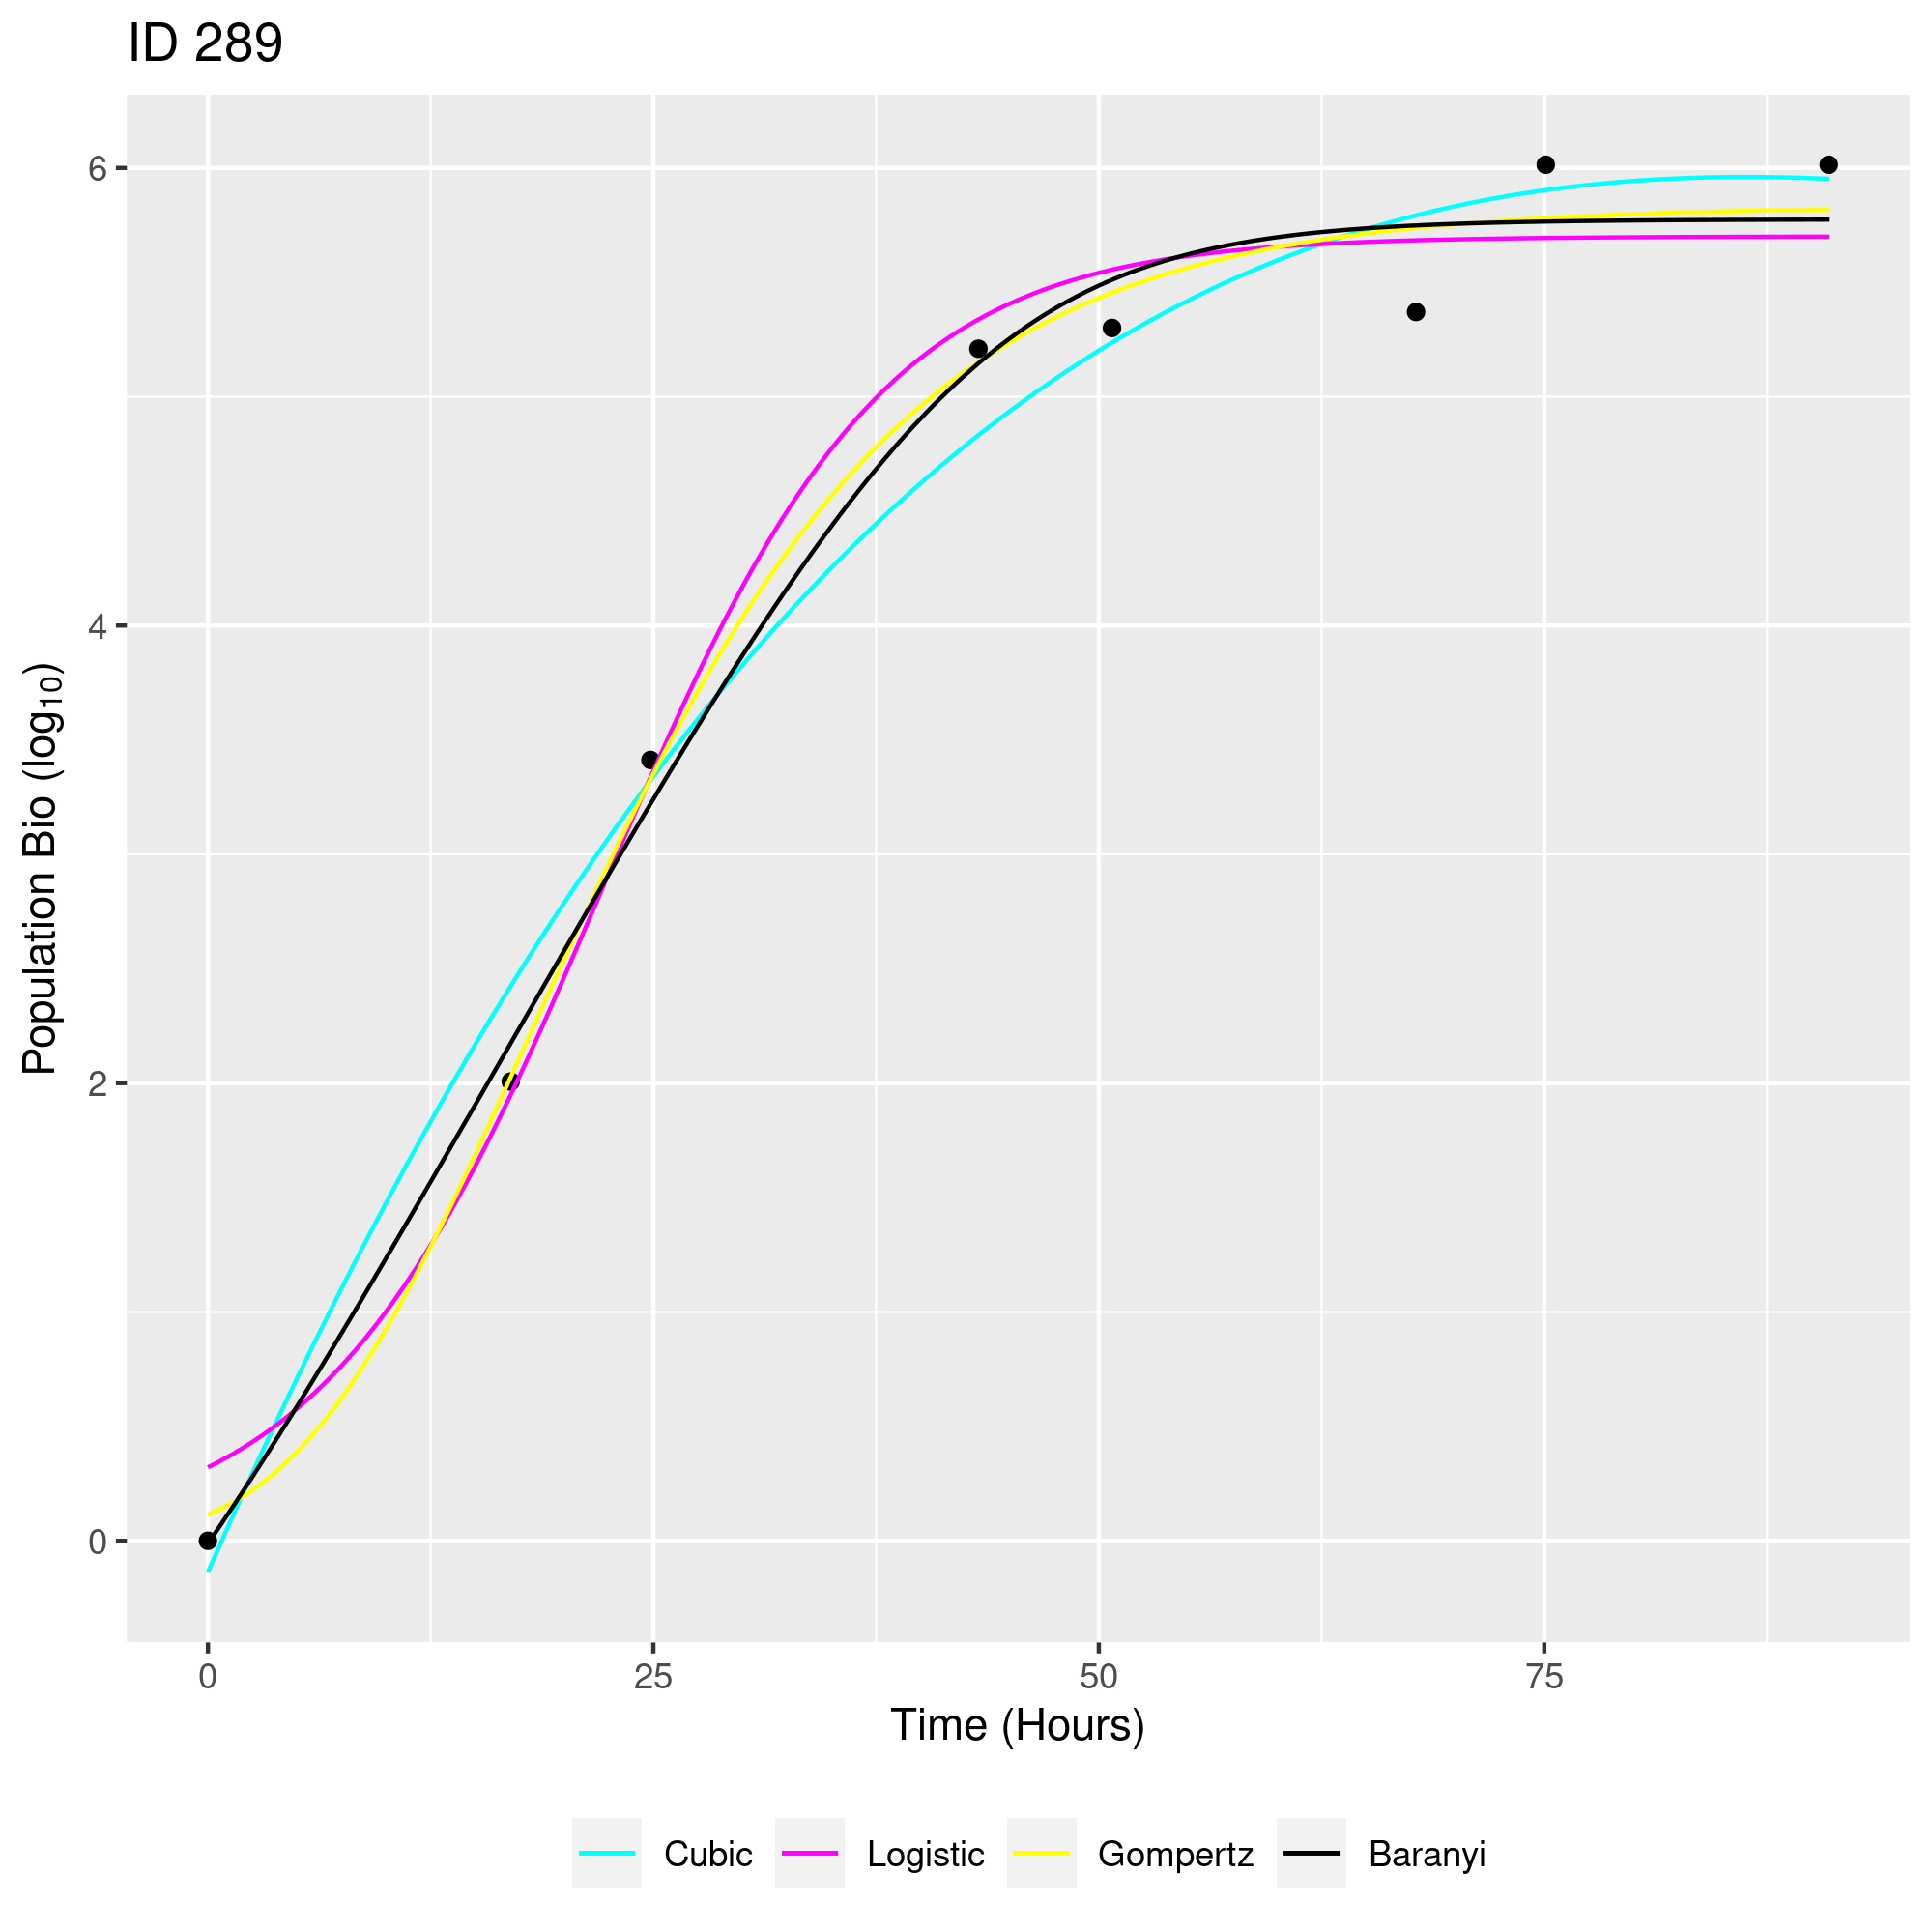 ID 289
Population Bio (log₁₀)
6
4
2
0
0 25 50 75
Time (Hours)
Cubic Logistic Gompertz Baranyi